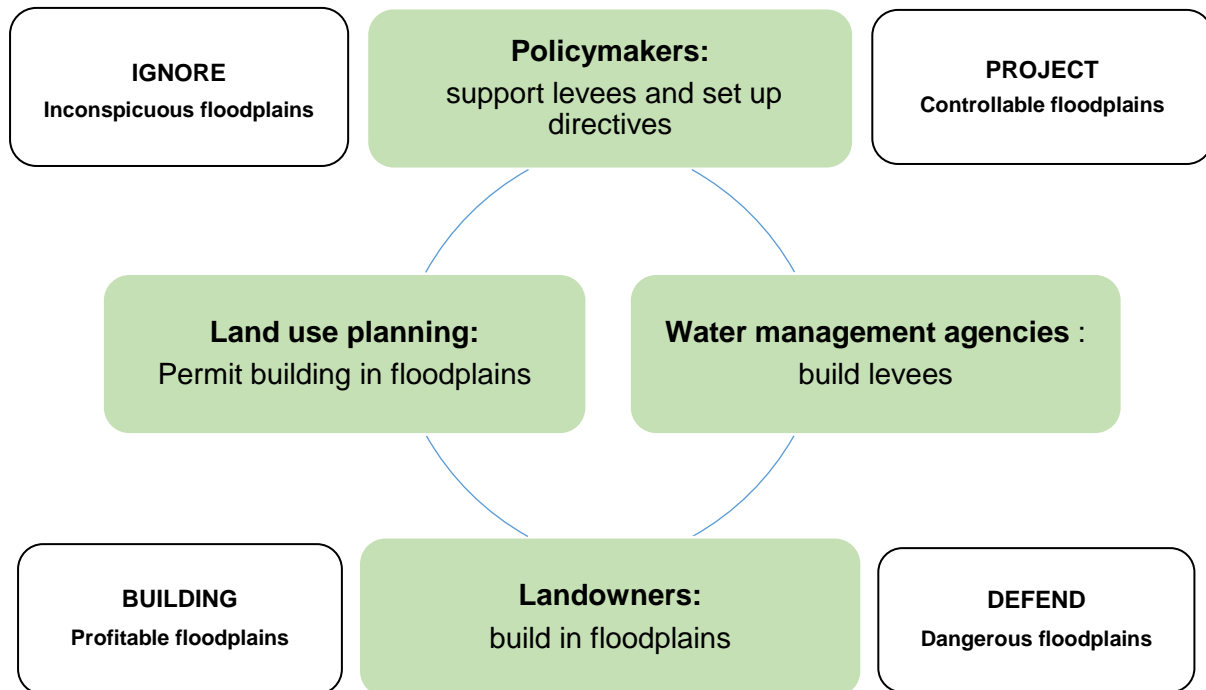 IGNORE
Inconspicuous floodplains
Policymakers:
support levees and set up
directives
PROJECT
Controllable floodplains
Land use planning:
Permit building in floodplains
Water management agencies :
build levees
BUILDING
Profitable floodplains
Landowners:
build in floodplains
DEFEND
Dangerous floodplains